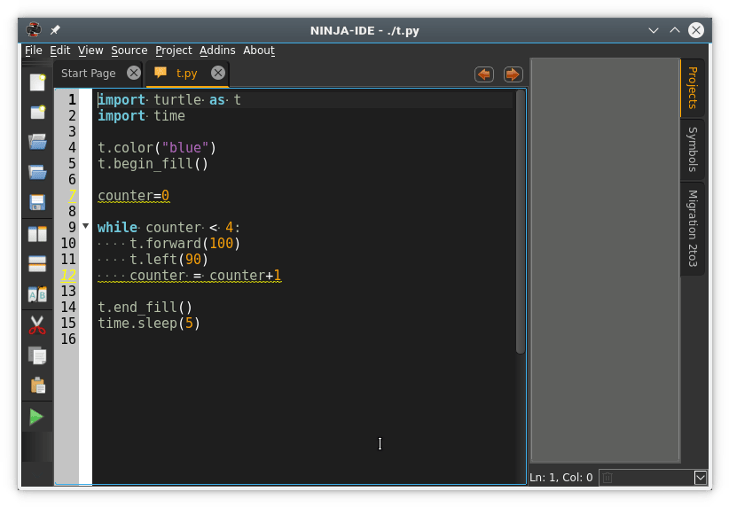 NINJA-IDE - ./t.py
File Edit View Source Project Addins About
Start Page t.py
1 import turtle as t
2 import time
3
4 t.color("blue")
5 t.begin_fill()
6
7 counter=0
8
9 while counter < 4:
10 t.forward(100)
11 t.left(90)
12 counter = counter+1
13
14 t.end_fill()
15 time.sleep(5)
16
Projects
Symbols
Migration 2to3
Ln: 1, Col: 0